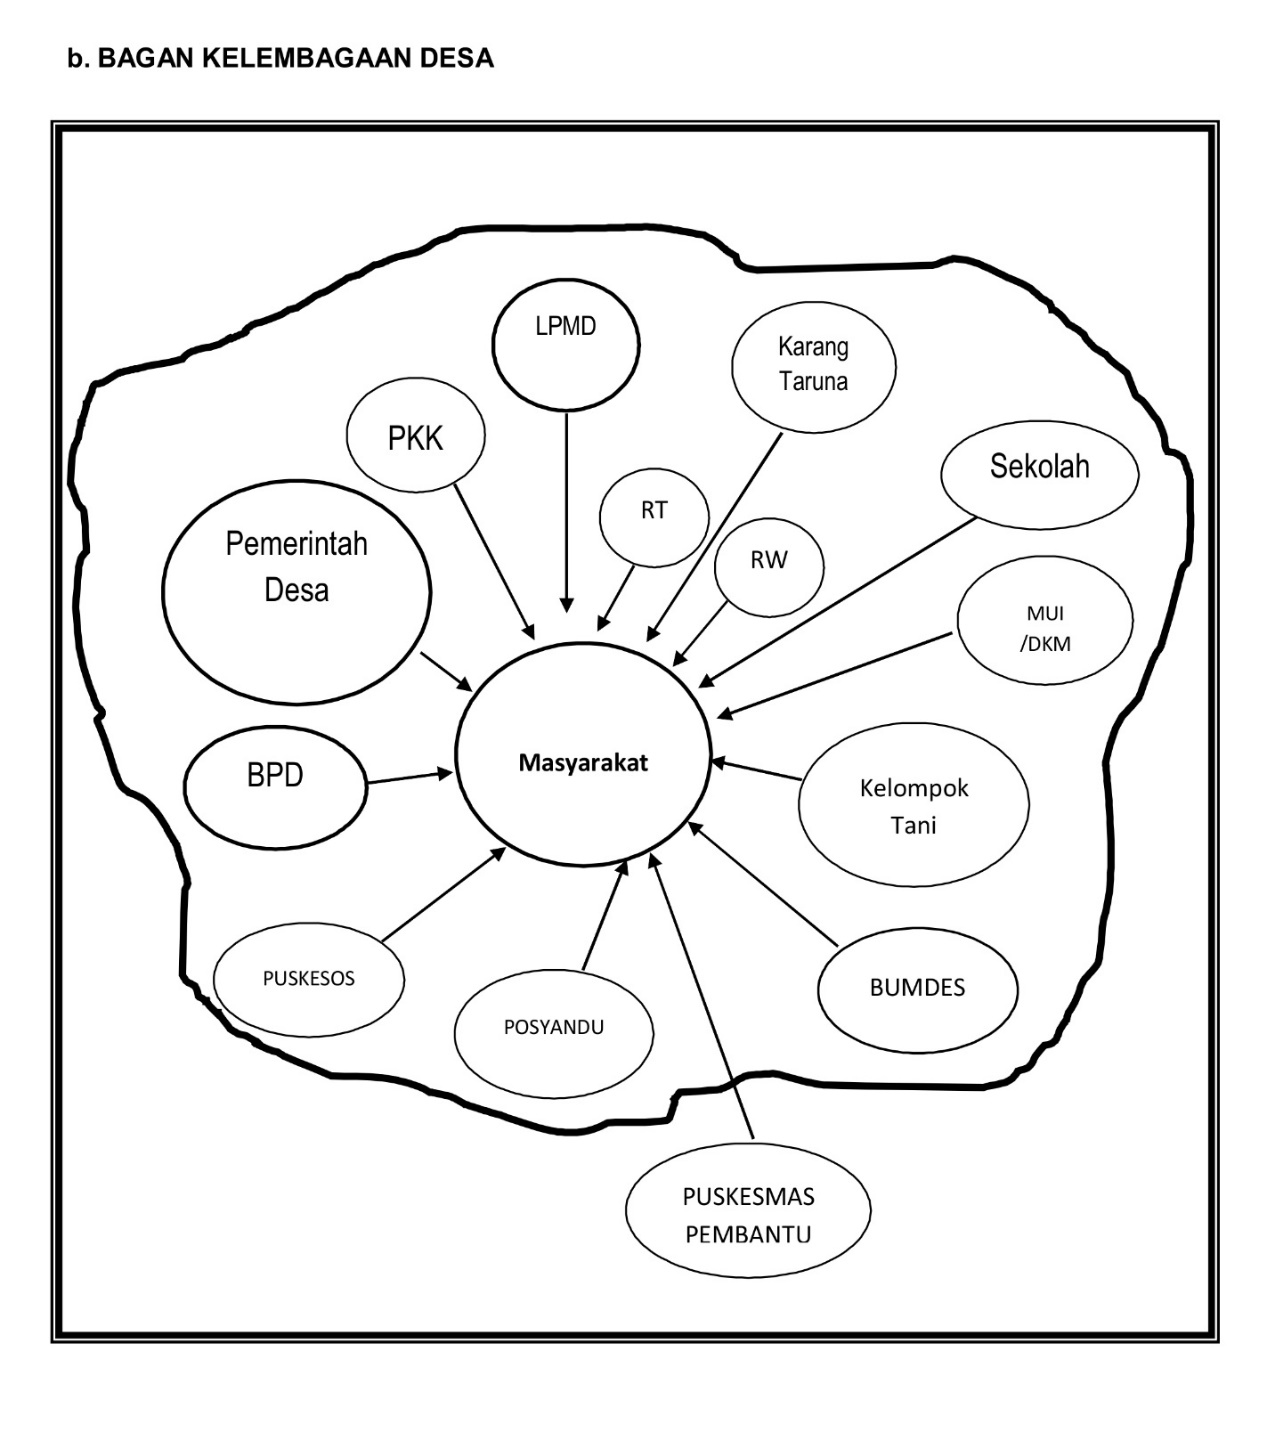 b. BAGAN KELEMBAGAAN DESA
LPMD
Karang
Taruna
PKK
Sekolah
RT
Pemerintah
Desa
RW
MUI
/DKM
Masyarakat
BPD
Kelompok
Tani
PUSKESOS
BUMDES
POSYANDU
PUSKESMAS
PEMBANTU